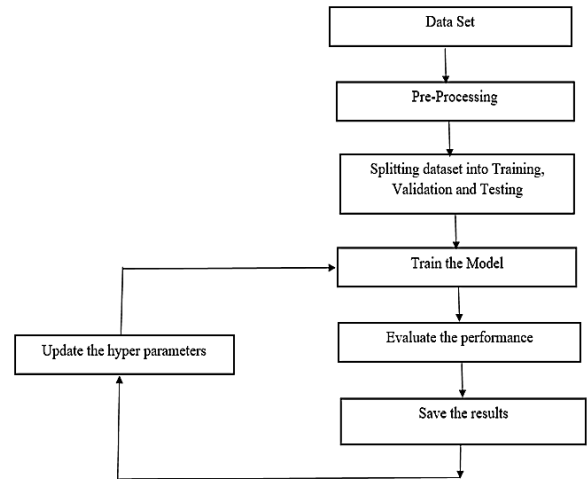 Data Set
Pre-Processing
Splitting dataset into Training,
Validation and Testing
Train the Model
Evaluate the performance
Update the hyper parameters
Save the results